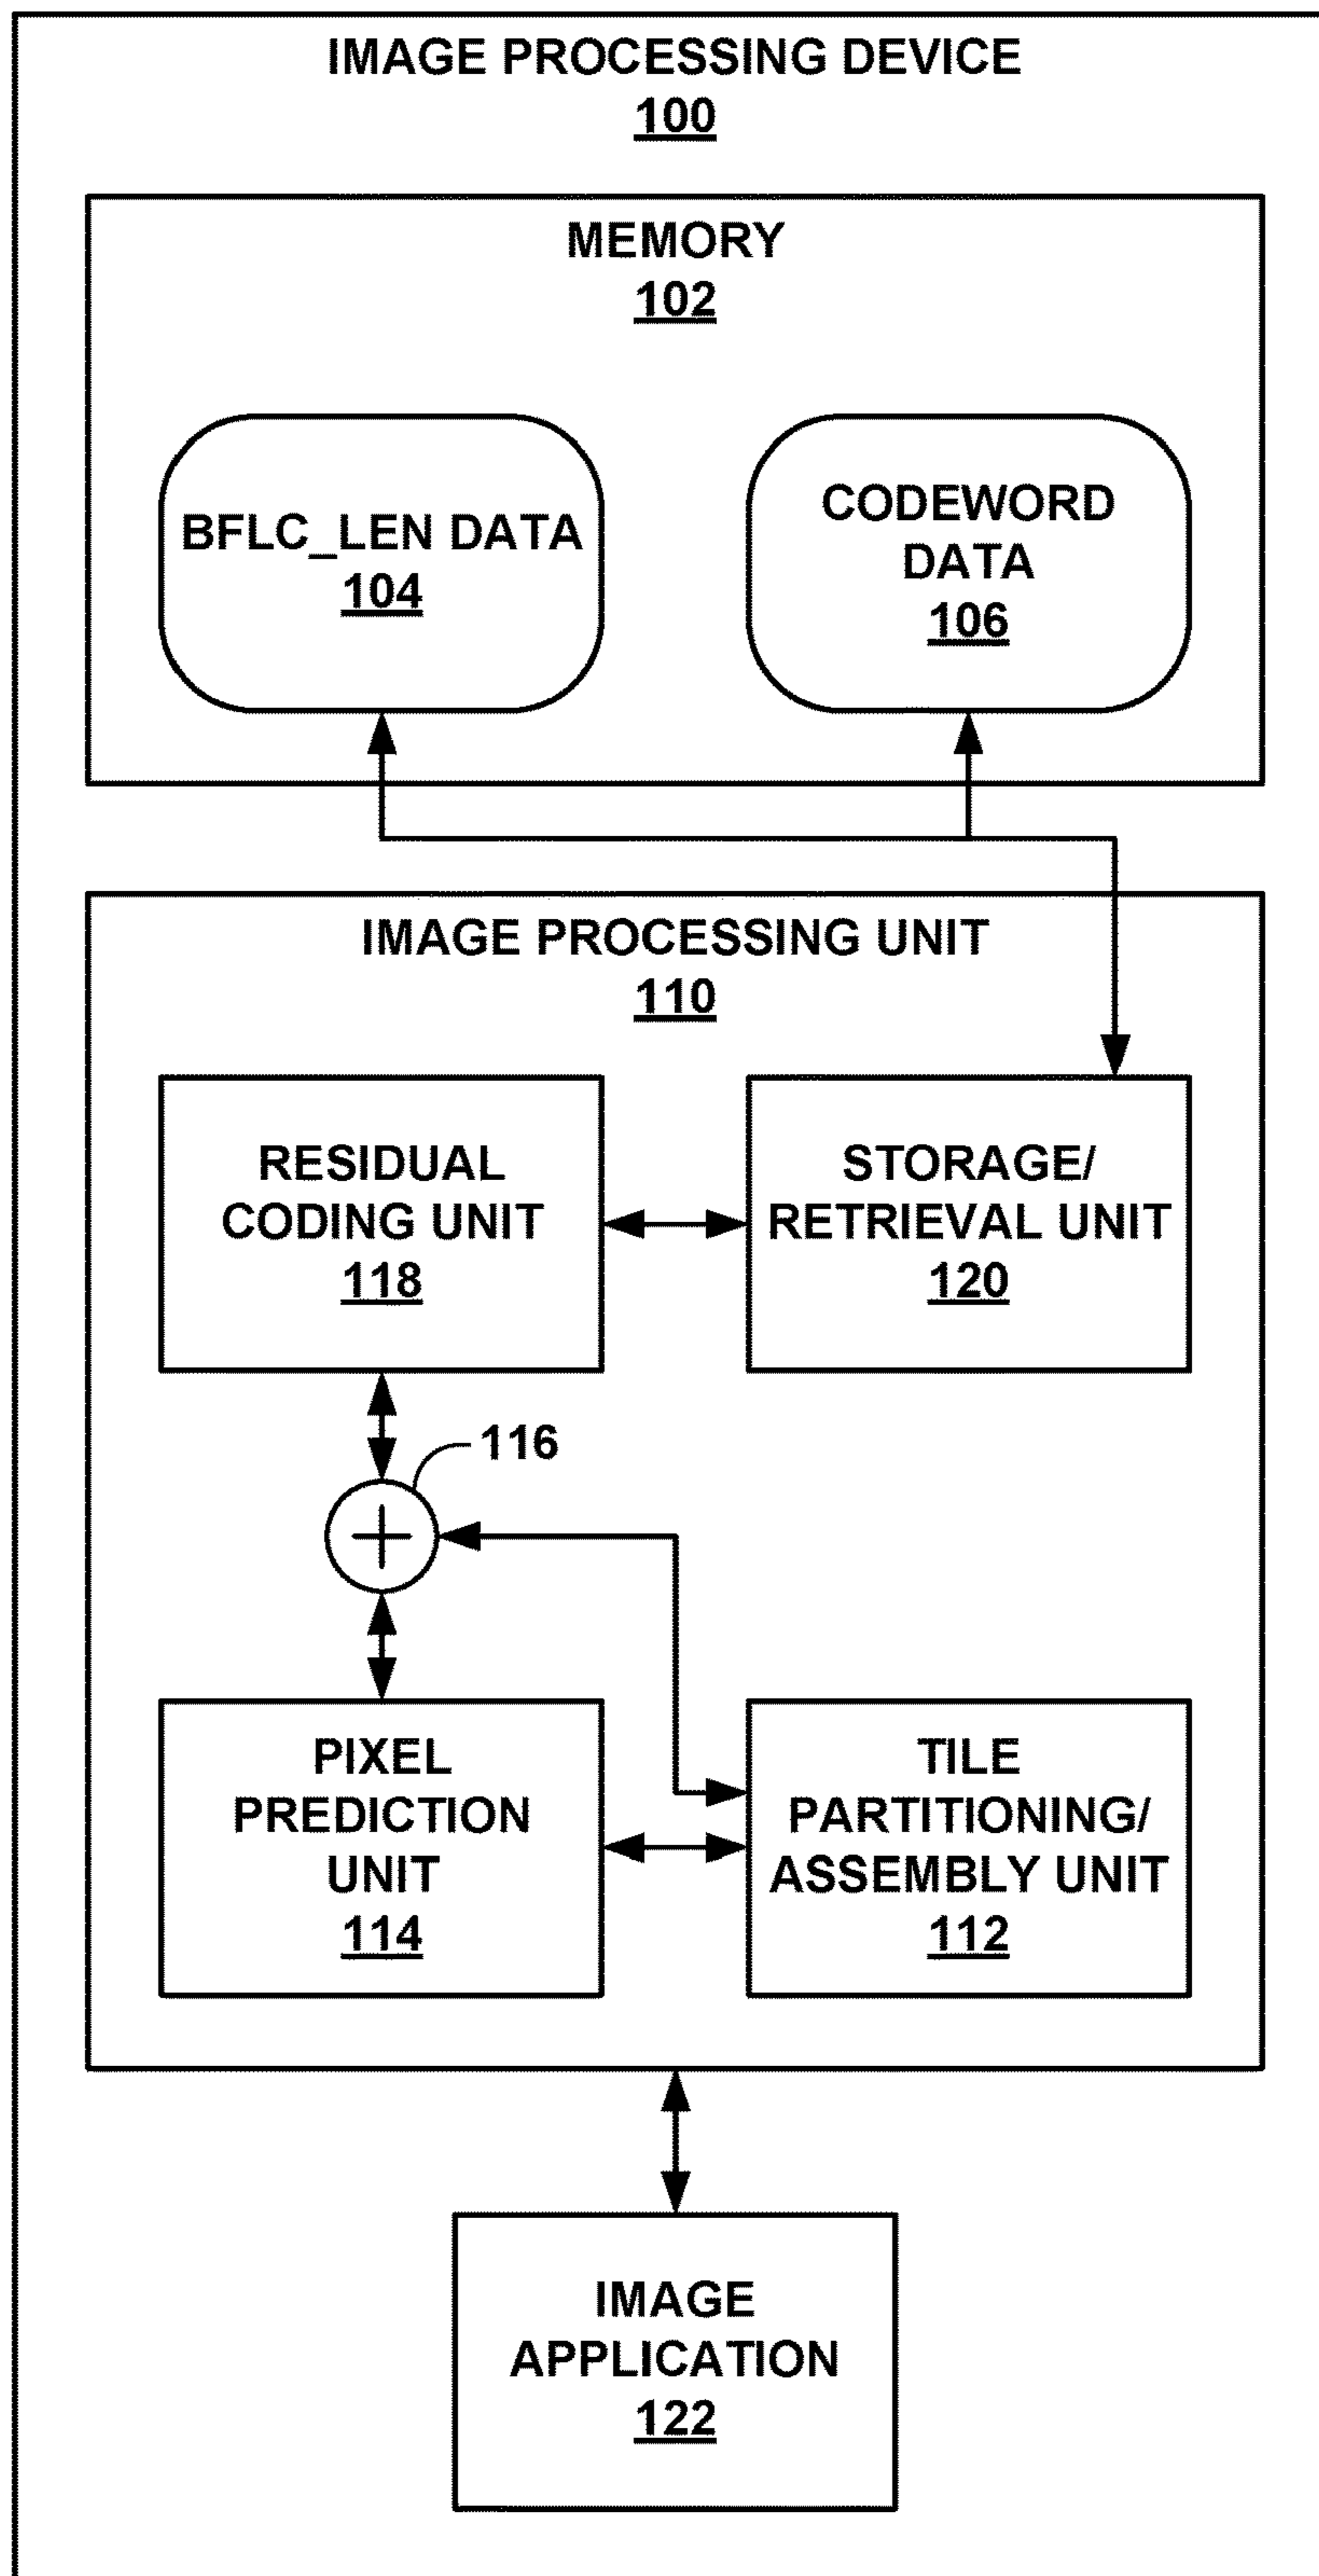 IMAGE PROCESSING DEVICE
100
MEMORY
102
BFLC_LEN DATA
104
CODEWORD
DATA
106
IMAGE PROCESSING UNIT
110
RESIDUAL
CODING UNIT
118
STORAGE/
RETRIEVAL UNIT
120
116
PIXEL
PREDICTION
UNIT
114
TILE
PARTITIONING/
ASSEMBLY UNIT
112
IMAGE
APPLICATION
122